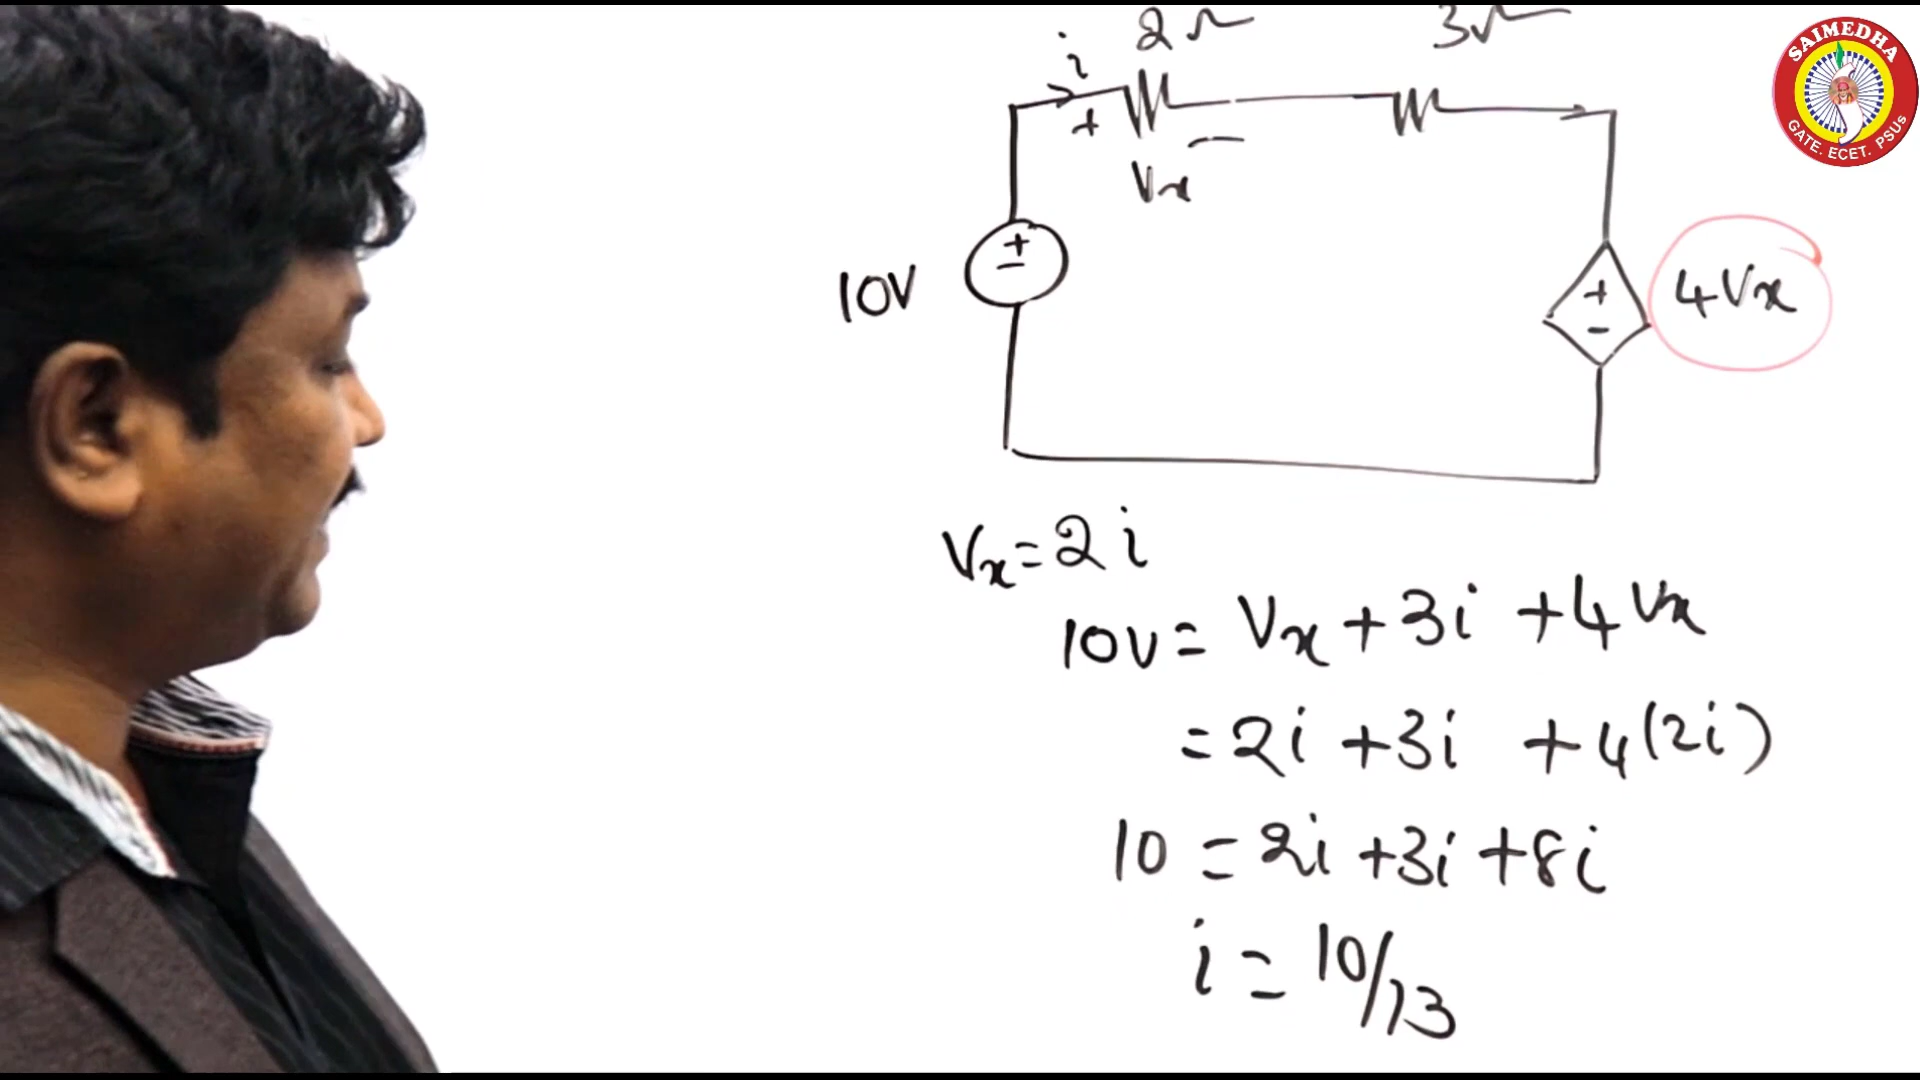 i 2Ω 3Ω
+ −
Vx
10V + − + − 4Vx
Vx = 2i
10V = Vx + 3i + 4Vx
= 2i + 3i + 4(2i)
10 = 2i + 3i + 8i
i = 10/13
SAIMEDHA
GATE. ECET. PSUs